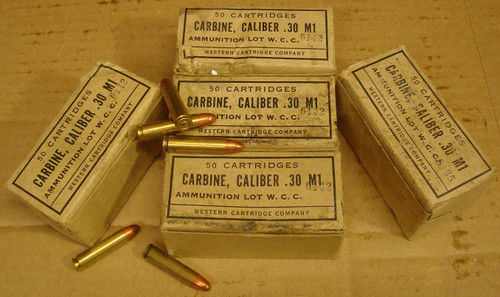 50 CARTRIDGES
CARBINE, CALIBER .30 M1
AMMUNITION LOT W. C. C.
WESTERN CARTRIDGE COMPANY
50 CARTRIDGES
CARBINE, CALIBER .30 M1
AMMUNITION LOT W. C. C.
WESTERN CARTRIDGE COMPANY
50 CARTRIDGES
CARBINE, CALIBER .30 M1
AMMUNITION LOT W. C. C.
WESTERN CARTRIDGE COMPANY
50 CARTRIDGES
CARBINE, CALIBER .30 M1
AMMUNITION LOT W. C. C.
WESTERN CARTRIDGE COMPANY
50 CARTRIDGES
CARBINE, CALIBER .30 M1
AMMUNITION LOT W. C. C.
WESTERN CARTRIDGE COMPANY